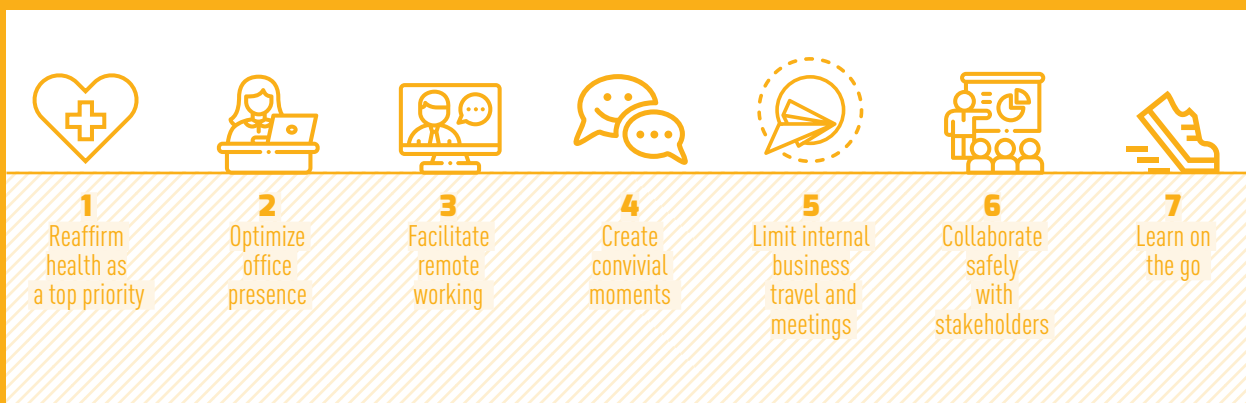 1
Reaffirm
health as
a top priority
2
Optimize
office
presence
3
Facilitate
remote
working
4
Create
convivial
moments
5
Limit internal
business
travel and
meetings
6
Collaborate
safely
with
stakeholders
7
Learn on
the go